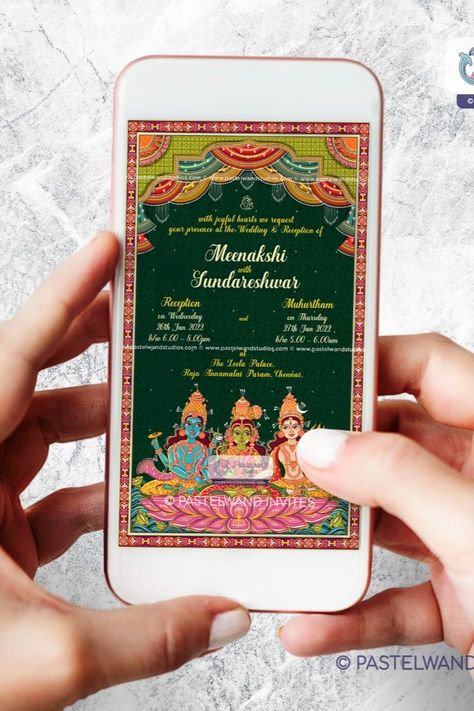 ©
www.pastelwandstudios.com © www.pastelwandstudios.com
with joyful hearts we request
your presence at the Wedding & Reception of
Meenakshi
with
Sundareshwar
Reception
on Wednesday
26th Jan 2022
b/w 6.00 - 8.00pm
and
Muhurtham
on Thursday
27th Jan 2022
b/w 5.00 - 6.00am
www.pastelwandstudios.com © www.pastelwandstudios.com © www.pastelwandstudios.com
at
The Leela Palace,
Raja Annamalai Puram, Chennai.
© PASTELWAND INVITES
© PASTELWAND